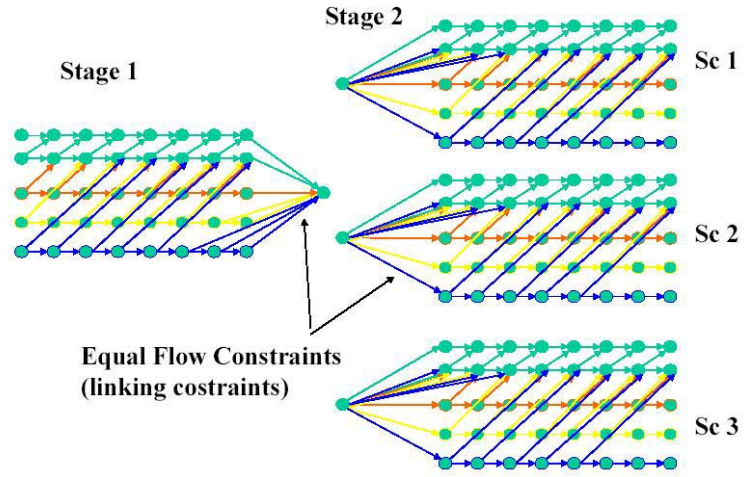 Stage 2
Stage 1
Sc 1
Sc 2
Equal Flow Constraints
(linking costraints)
Sc 3